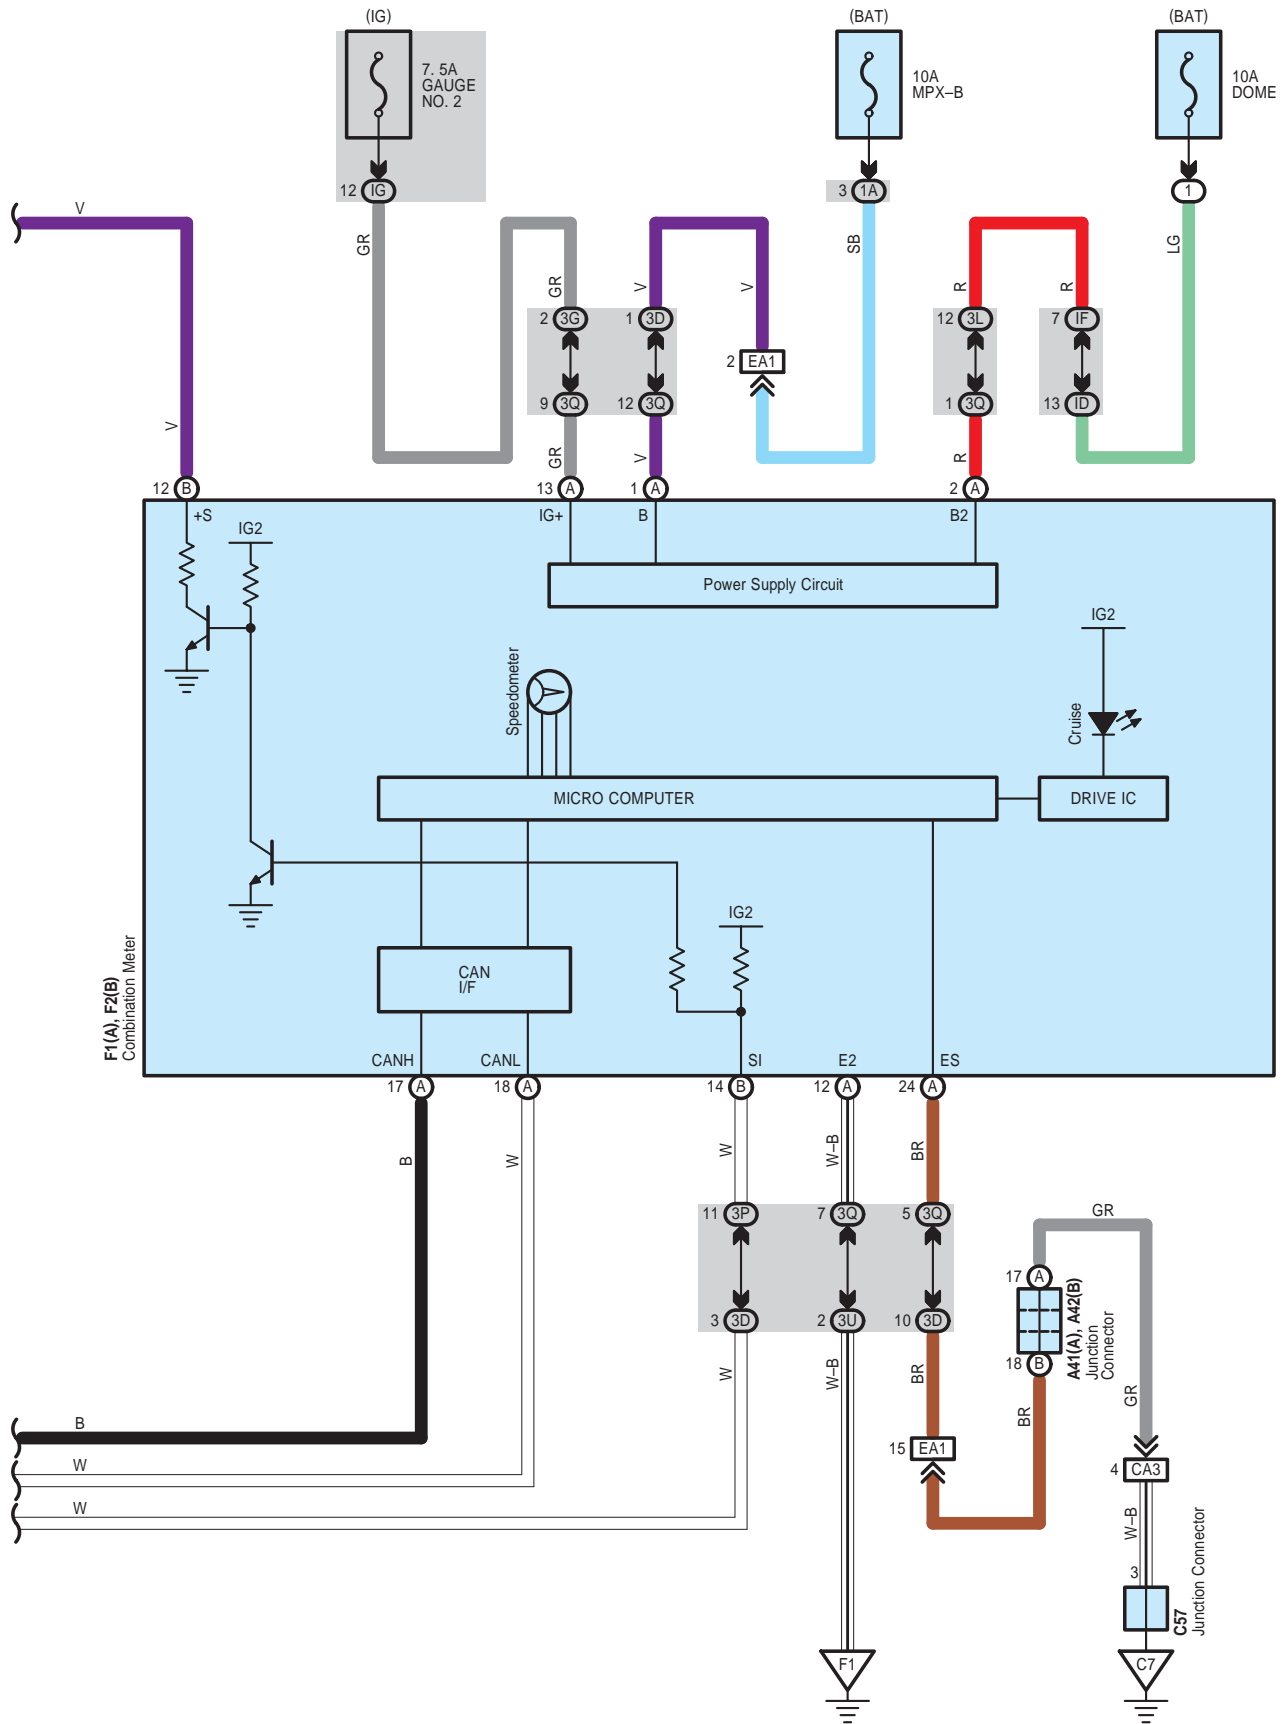 (IG)
(BAT)
(BAT)
7. 5A
GAUGE
NO. 2
10A
MPX–B
10A
DOME
12 IG
3 1A
1
V
GR
GR
V
V
SB
R
R
LG
2 3G
1 3D
2 EA1
12 3L
7 IF
9 3Q
12 3Q
1 3Q
13 ID
V
GR
V
R
12 B
13 A
1 A
2 A
+S
IG+
B
B2
IG2
Power Supply Circuit
IG2
Speedometer
Cruise
MICRO COMPUTER
DRIVE IC
IG2
CAN
I/F
F1(A), F2(B)
Combination Meter
CANH
CANL
SI
E2
ES
17 A
18 A
14 B
12 A
24 A
B
W
W
W–B
BR
11 3P
7 3Q
5 3Q
GR
17 A
3 3D
2 3U
10 3D
A41(A), A42(B)
Junction
Connector
18 B
W
W–B
BR
BR
GR
B
15 EA1
4 CA3
W
W
W–B
3
C57
Junction Connector
F1
C7